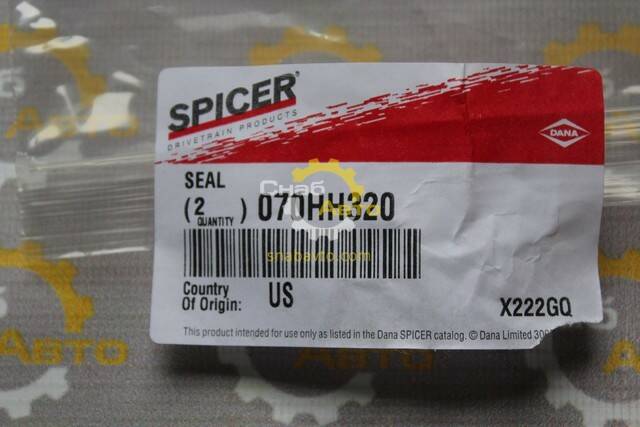 SPICER®
DRIVETRAIN PRODUCTS
DANA
SEAL
( 2 QUANTITY ) 070HH320
Снаб
Авто
snabavto.com
Country
Of Origin: US
X222GQ
This product intended for use only as listed in the Dana SPICER catalog. © Dana Limited
Авто
Авто